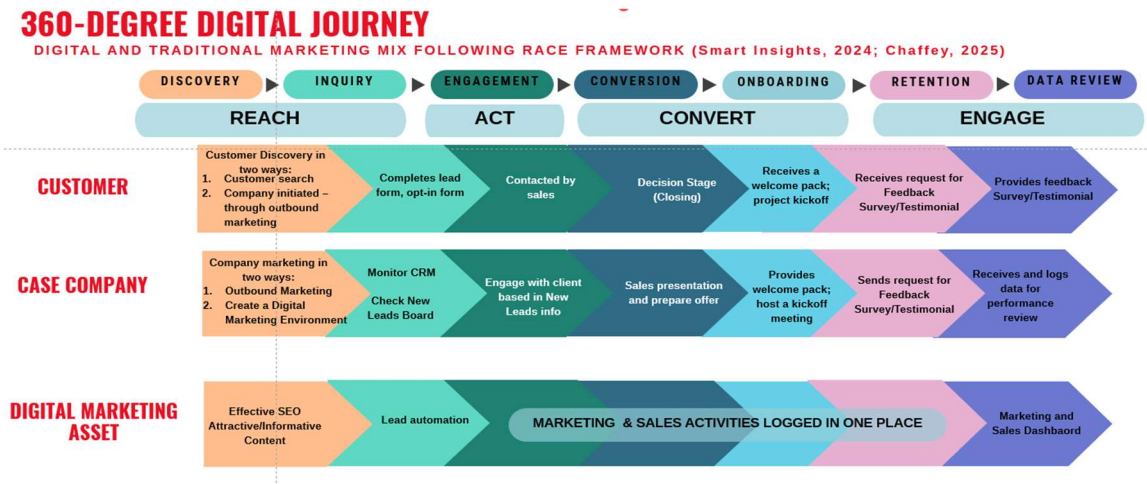 360-DEGREE DIGITAL JOURNEY
DIGITAL AND TRADITIONAL MARKETING MIX FOLLOWING RACE FRAMEWORK (Smart Insights, 2024; Chaffey, 2025)
DISCOVERY
INQUIRY
ENGAGEMENT
CONVERSION
ONBOARDING
RETENTION
DATA REVIEW
REACH
ACT
CONVERT
ENGAGE
CUSTOMER
Customer Discovery in
two ways:
1. Customer search
2. Company initiated –
through outbound
marketing
Completes lead
form, opt-in form
Contacted by
sales
Decision Stage
(Closing)
Receives a
welcome pack;
project kickoff
Receives request for
Feedback
Survey/Testimonial
Provides feedback
Survey/Testimonial
CASE COMPANY
Company marketing in
two ways:
1. Outbound Marketing
2. Create a Digital
Marketing Environment
Monitor CRM
Check New
Leads Board
Engage with client
based in New
Leads info
Sales presentation
and prepare offer
Provides
welcome pack;
host a kickoff
meeting
Sends request for
Feedback
Survey/Testimonial
Receives and logs
data for
performance
review
DIGITAL MARKETING
ASSET
Effective SEO
Attractive/Informative
Content
Lead automation
MARKETING & SALES ACTIVITIES LOGGED IN ONE PLACE
Marketing and
Sales Dashbaord